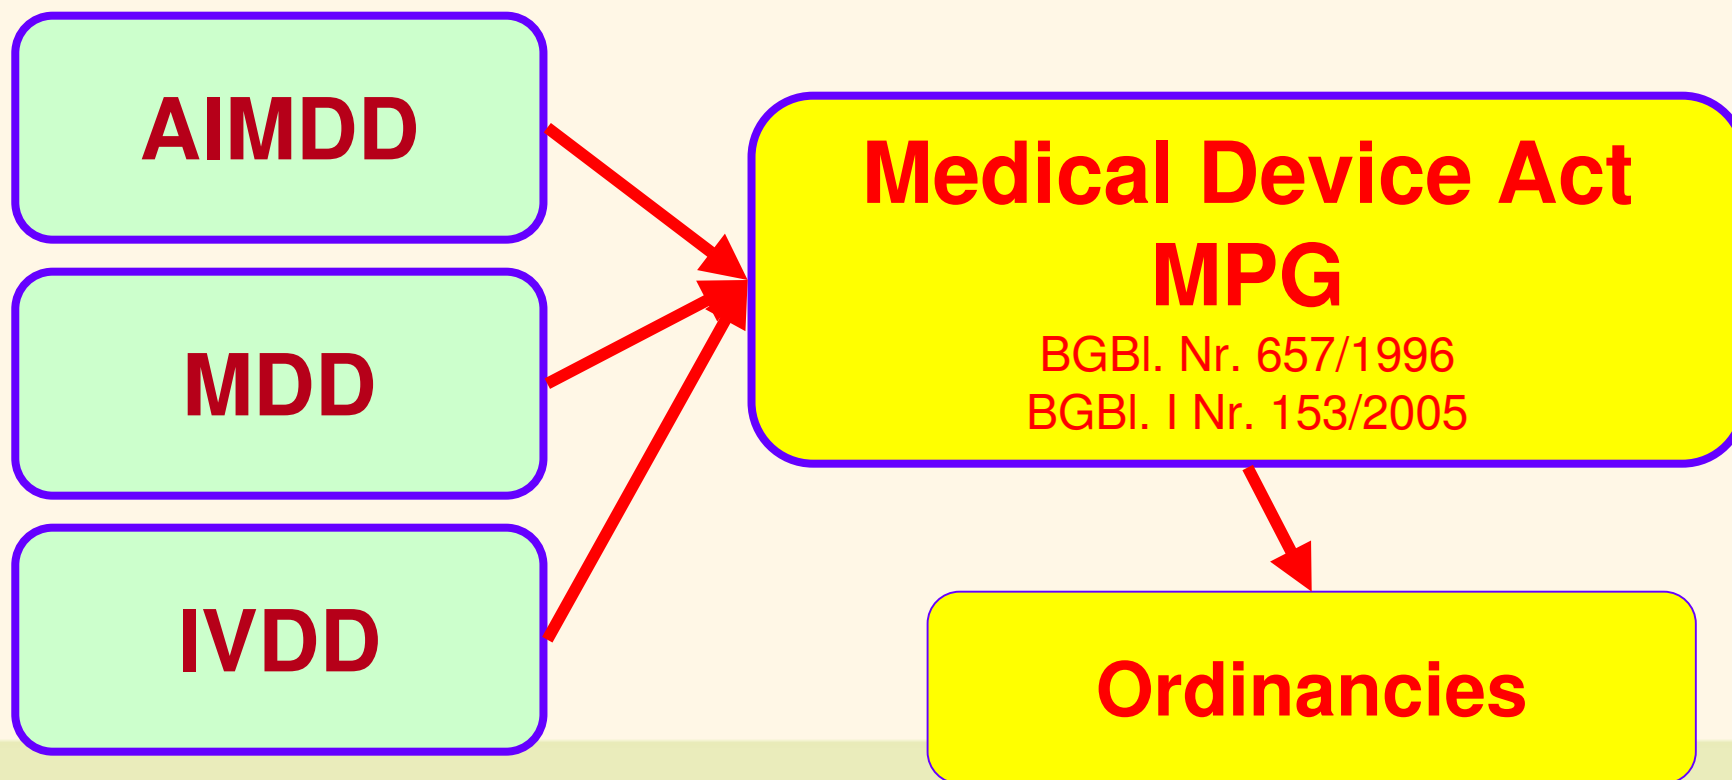 AIMDD
MDD
IVDD
Medical Device Act
MPG
BGBl. Nr. 657/1996
BGBl. I Nr. 153/2005
Ordinancies